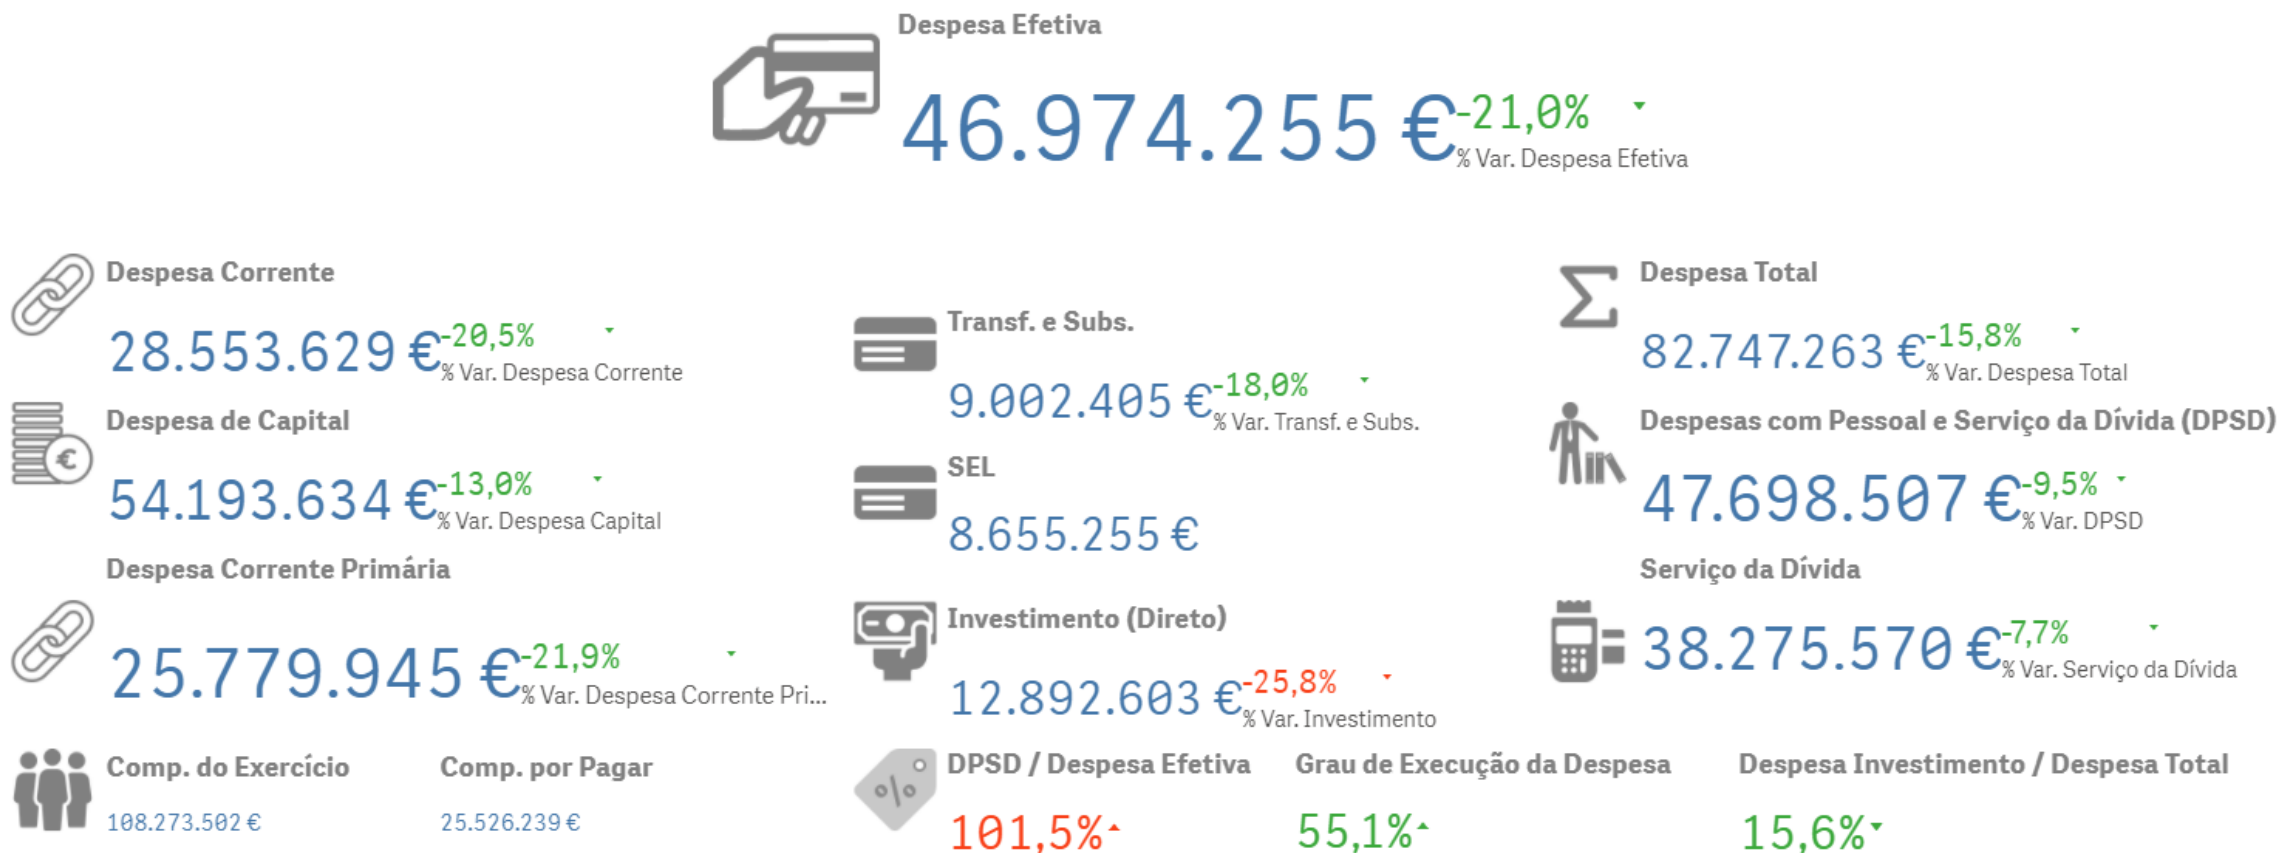 Despesa Efetiva
46.974.255 €
-21,0%
% Var. Despesa Efetiva
Despesa Corrente
28.553.629 €
-20,5%
% Var. Despesa Corrente
Despesa de Capital
54.193.634 €
-13,0%
% Var. Despesa Capital
Despesa Corrente Primária
25.779.945 €
-21,9%
% Var. Despesa Corrente Pri...
Transf. e Subs.
9.002.405 €
-18,0%
% Var. Transf. e Subs.
SEL
8.655.255 €
Investimento (Direto)
12.892.603 €
-25,8%
% Var. Investimento
Despesa Total
82.747.263 €
-15,8%
% Var. Despesa Total
Despesas com Pessoal e Serviço da Dívida (DPSD)
47.698.507 €
-9,5%
% Var. DPSD
Serviço da Dívida
38.275.570 €
-7,7%
% Var. Serviço da Dívida
Comp. do Exercício
108.273.502 €
Comp. por Pagar
25.526.239 €
DPSD / Despesa Efetiva
101,5%
Grau de Execução da Despesa
55,1%
Despesa Investimento / Despesa Total
15,6%